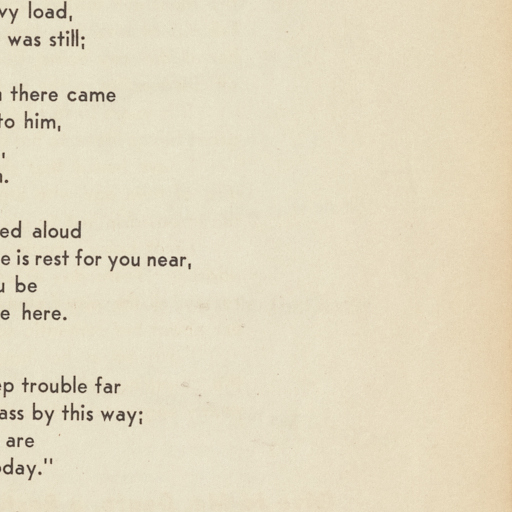 vy load,
was still;
there came
to him,
,
.
ed aloud
e is rest for you near,
u be
e here.
ep trouble far
ass by this way;
are
day."